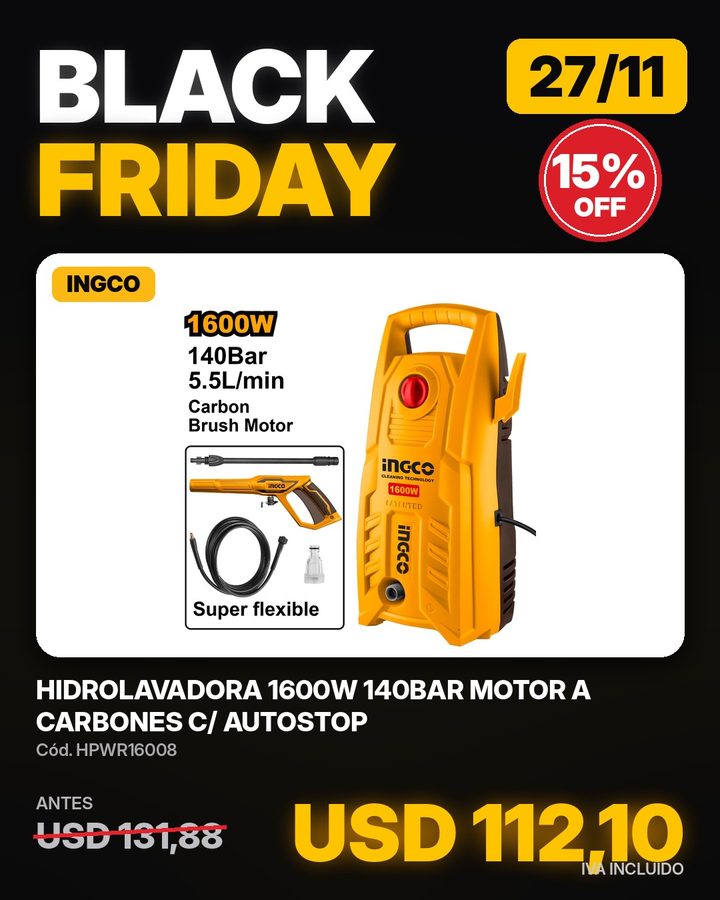 BLACK
FRIDAY
27/11
15%
OFF
INGCO
1600W
140Bar
5.5L/min
Carbon
Brush Motor
INGCO
Super flexible
INGCO
CLEANING TECHNOLOGY
1600W
PATENTED
INGCO
HIDROLAVADORA 1600W 140BAR MOTOR A
CARBONES C/ AUTOSTOP
Cód. HPWR16008
ANTES
USD 131,88
USD 112,10
IVA INCLUIDO